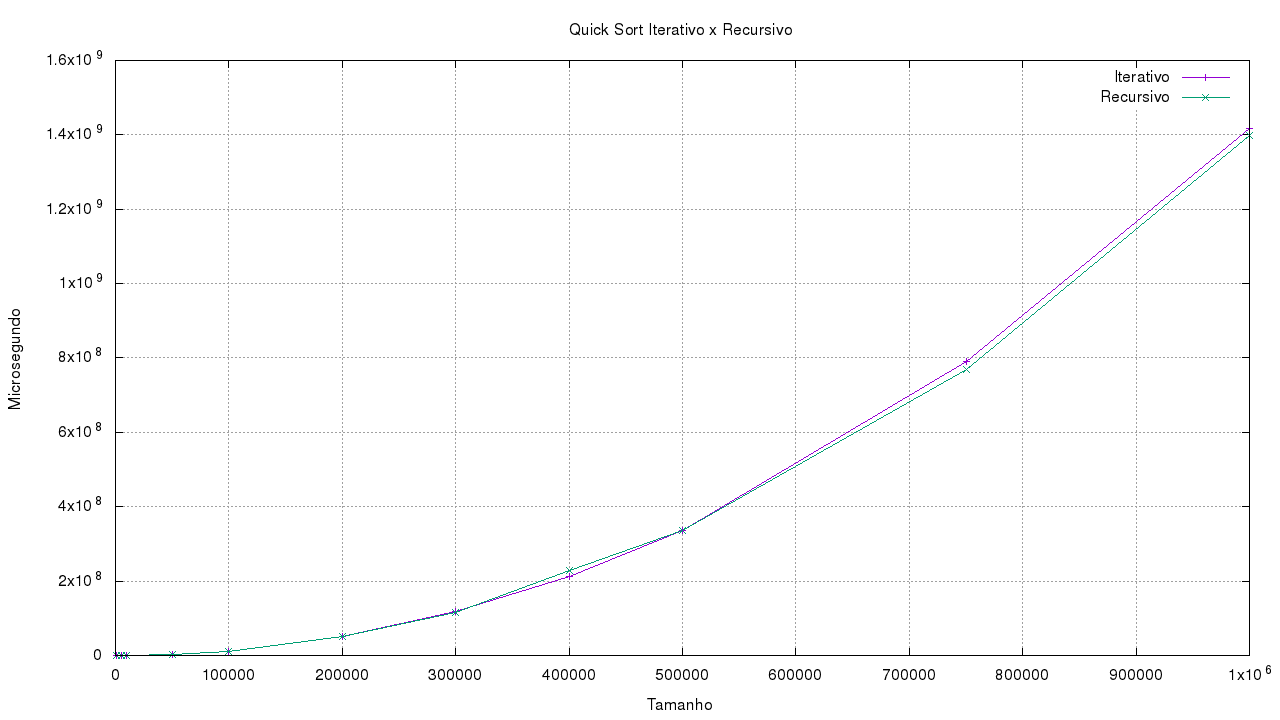 Quick Sort Iterativo x Recursivo
1.6x10^9
1.4x10^9
1.2x10^9
1x10^9
8x10^8
6x10^8
4x10^8
2x10^8
0
Microsegundo
Iterativo
Recursivo
0 100000 200000 300000 400000 500000 600000 700000 800000 900000 1x10^6
Tamanho